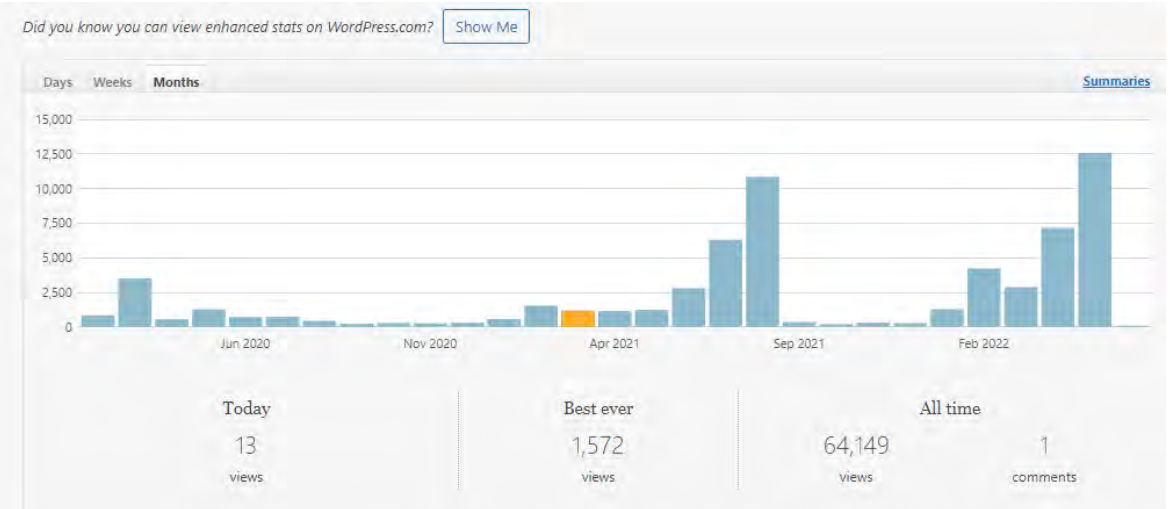 Did you know you can view enhanced stats on WordPress.com? Show Me
Days Weeks Months Summaries
15,000
12,500
10,000
7,500
5,000
2,500
0
Jun 2020 Nov 2020 Apr 2021 Sep 2021 Feb 2022
Today Best ever All time
13 1,572 64,149 1
views views views comments